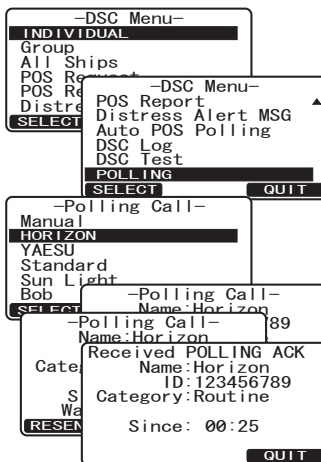 –DSC Menu–
INDIVIDUAL
Group
All Ships
POS
POS Re
Distre
SELECT
–DSC Menu–
POS Report
Distress Alert MSG
Auto POS Polling
DSC Log
DSC Test
POLLING
SELECT QUIT
–Polling Call–
Manual
HORIZON
YAESU
Standard
Sun Light
Bob
–Polling Call–
Name:Horizon
789
–Polling Call–
Name:Horizon
Categ
S
Wa
RESEN
Received POLLING ACK
Name:Horizon
ID:123456789
Category:Routine
Since: 00:25
QUIT